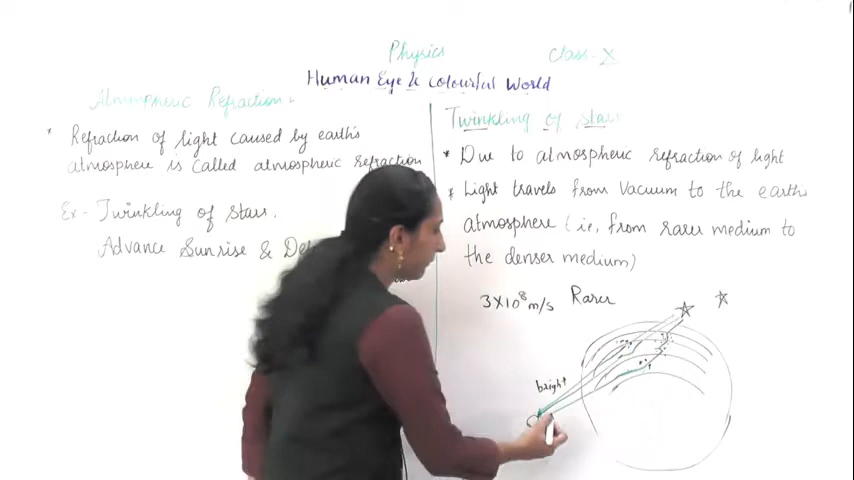 Physics Class-X
Human Eye & Colourful World
Atmospheric Refraction.
* Refraction of light caused by earth's
atmosphere is called atmospheric refraction
Ex- Twinkling of stars.
Advance Sunrise &
Twinkling of stars
* Due to atmospheric refraction of light
* Light travels from Vacuum to the earth
atmosphere (ie, from rarer medium to
the denser medium)
3X10⁸ m/s Rarer
bright